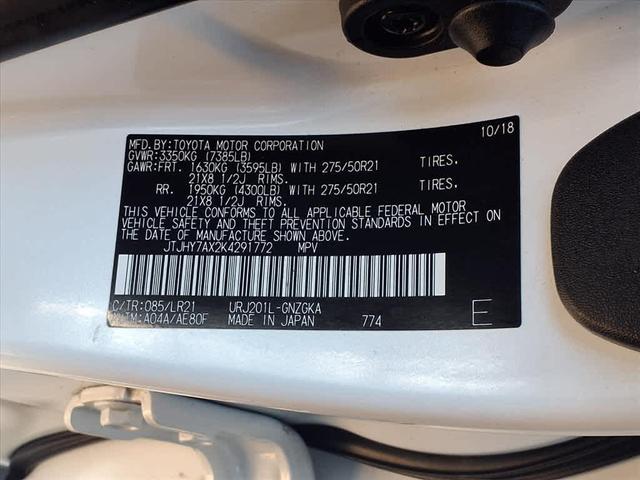 10/18
MFD.BY:TOYOTA MOTOR CORPORATION
GVWR:3350KG (7385LB)
GAWR:FRT. 1630KG (3595LB) WITH 275/50R21 TIRES,
21X8 1/2J RIMS.
RR. 1950KG (4300LB) WITH 275/50R21 TIRES,
21X8 1/2J RIMS.
THIS VEHICLE CONFORMS TO ALL APPLICABLE FEDERAL MOTOR
VEHICLE SAFETY AND THEFT PREVENTION STANDARDS IN EFFECT ON
THE DATE OF MANUFACTURE SHOWN ABOVE.
JTJHY7AX2K4291772 MPV
C/TR:085/LR21 URJ201L-GNZGKA
A/TM:A04A/AE80F MADE IN JAPAN 774 E